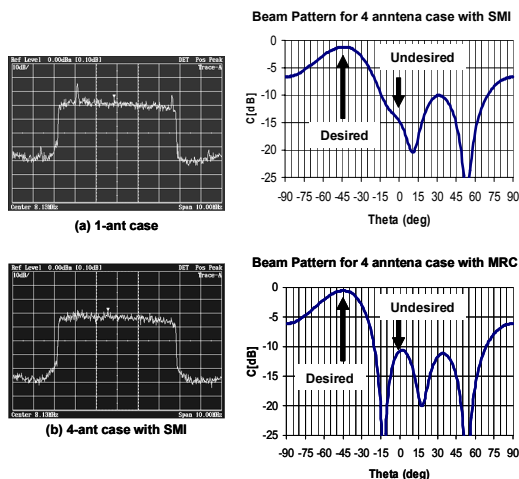 Ref Level 0.00dBm [0.10dB] DET Pos Peak
10dB/ Trace-A
Center 8.13MHz Span 10.00MHz
(a) 1-ant case
Beam Pattern for 4 anntena case with SMI
C[dB]
0
-5
-10
-15
-20
-25
Undesired
Desired
-90 -75 -60 -45 -30 -15 0 15 30 45 60 75 90
Theta (deg)
Ref Level 0.00dBm [0.10dB] DET Pos Peak
10dB/ Trace-A
Center 8.13MHz Span 10.00MHz
(b) 4-ant case with SMI
Beam Pattern for 4 anntena case with MRC
C[dB]
0
-5
-10
-15
-20
-25
Undesired
Desired
-90 -75 -60 -45 -30 -15 0 15 30 45 60 75 90
Theta (deg)